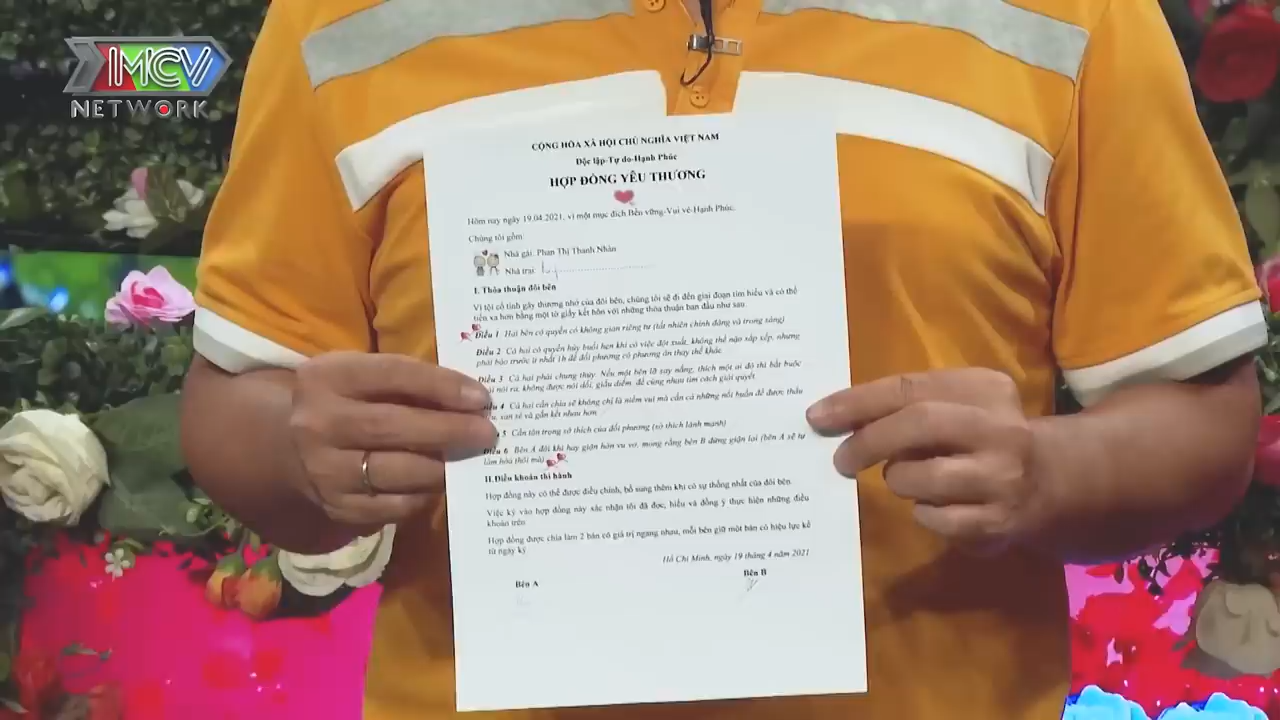 MCV
NETWORK
CỘNG HÒA XÃ HỘI CHỦ NGHĨA VIỆT NAM
Độc lập-Tự do-Hạnh Phúc
HỢP ĐỒNG YÊU THƯƠNG
Hôm nay ngày 19.04.2021, vì một mục đích Bền vững-Vui vẻ-Hạnh Phúc.
Chúng tôi gồm:
Nhà gái: Phan Thị Thanh Nhàn
Nhà trai:
I. Thỏa thuận đôi bên
Vì tội cố tình gây thương nhớ của đôi bên, chúng tôi sẽ đi đến giai đoạn tìm hiểu và có thể
tiến xa hơn bằng một tờ giấy kết hôn với những thỏa thuận ban đầu như sau:
Điều 1. Hai bên có quyền có không gian riêng tư (tất nhiên chính đáng và trong sáng)
Điều 2. Cả hai có quyền hủy buổi hẹn khi có việc đột xuất, không thể nào sắp xếp, nhưng
phải báo trước ít nhất 1h để đối phương có phương án thay thế khác
Điều 3. Cả hai phải chung thủy. Nếu một bên lỡ say nắng, thích một ai đó thì bắt buộc
nói ra, không được nói dối, giấu diếm, để cùng nhau tìm cách giải quyết
Điều 4. Cả hai cần chia sẻ không chỉ là niềm vui mà cần cả những nỗi buồn để được thấu
san sẻ và gắn kết nhau hơn
5. Cần tôn trọng sở thích của đối phương (sở thích lành mạnh)
Điều 6. Bên A đôi khi hay giận hờn vu vơ, mong rằng bên B đừng giận lại (bên A sẽ tự
làm hòa thôi mà)
II. Điều khoản thi hành
Hợp đồng này có thể được điều chỉnh, bổ sung thêm khi có sự thống nhất của đôi bên
Việc ký vào hợp đồng này xác nhận tôi đã đọc, hiểu và đồng ý thực hiện những điều
khoản trên
Hợp đồng được chia làm 2 bản có giá trị ngang nhau, mỗi bên giữ một bản có hiệu lực kể
từ ngày ký
Hồ Chí Minh, ngày 19 tháng 4 năm 2021
Bên A
Bên B